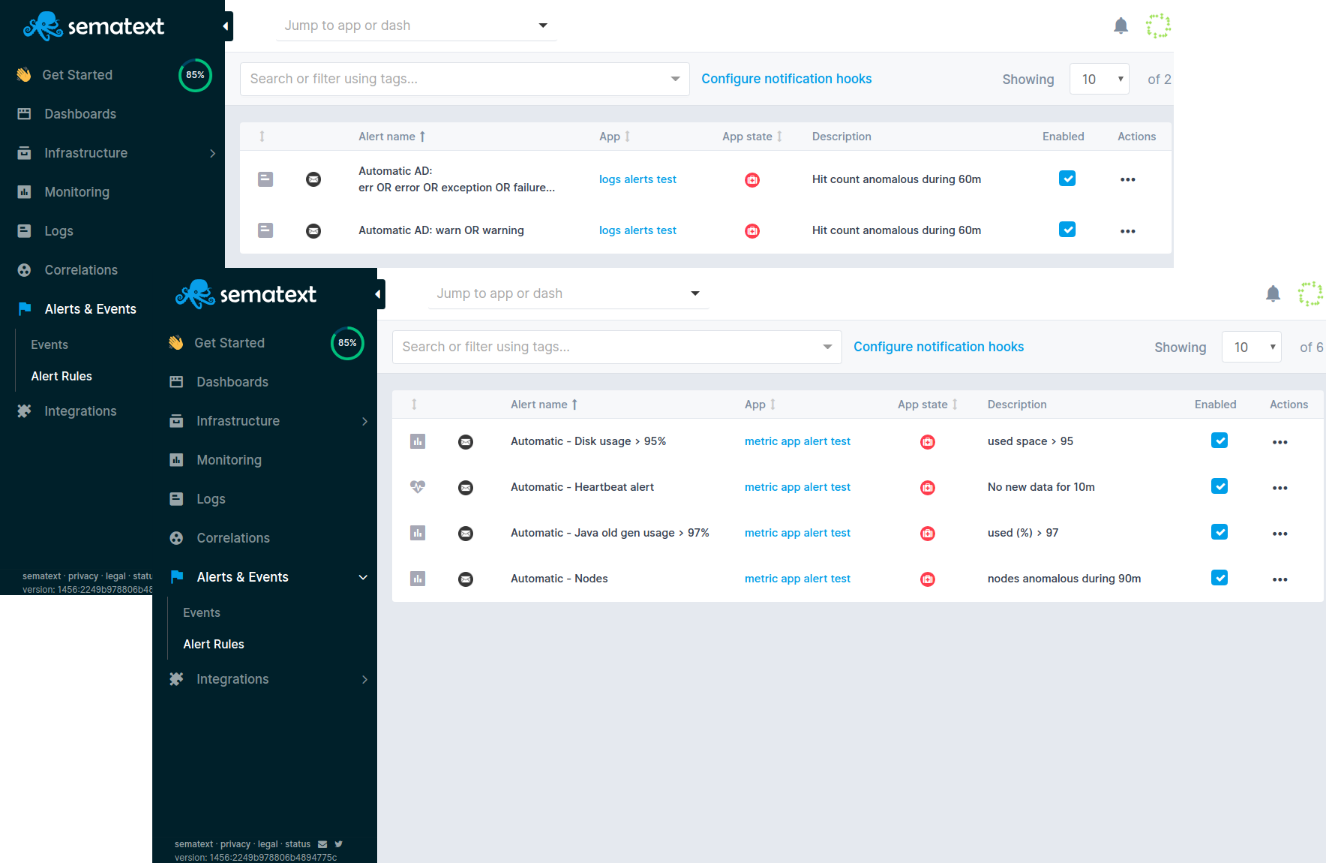 sematext
Jump to app or dash
Get Started
85%
Search or filter using tags...
Configure notification hooks
Showing
10
of 2
Dashboards
Infrastructure
Monitoring
Logs
Correlations
Alerts & Events
Events
Alert Rules
Integrations
sematext · privacy · legal · statu
version: 1456:2249b978806b48
Alert name
App
App state
Description
Enabled
Actions
Automatic AD:
err OR error OR exception OR failure...
logs alerts test
Hit count anomalous during 60m
Automatic AD: warn OR warning
logs alerts test
Hit count anomalous during 60m
sematext
Jump to app or dash
Get Started
85%
Search or filter using tags...
Configure notification hooks
Showing
10
of 6
Dashboards
Infrastructure
Monitoring
Logs
Correlations
Alerts & Events
Events
Alert Rules
Integrations
sematext · privacy · legal · status
version: 1456:2249b978806b4894775c
Alert name
App
App state
Description
Enabled
Actions
Automatic - Disk usage > 95%
metric app alert test
used space > 95
Automatic - Heartbeat alert
metric app alert test
No new data for 10m
Automatic - Java old gen usage > 97%
metric app alert test
used (%) > 97
Automatic - Nodes
metric app alert test
nodes anomalous during 90m